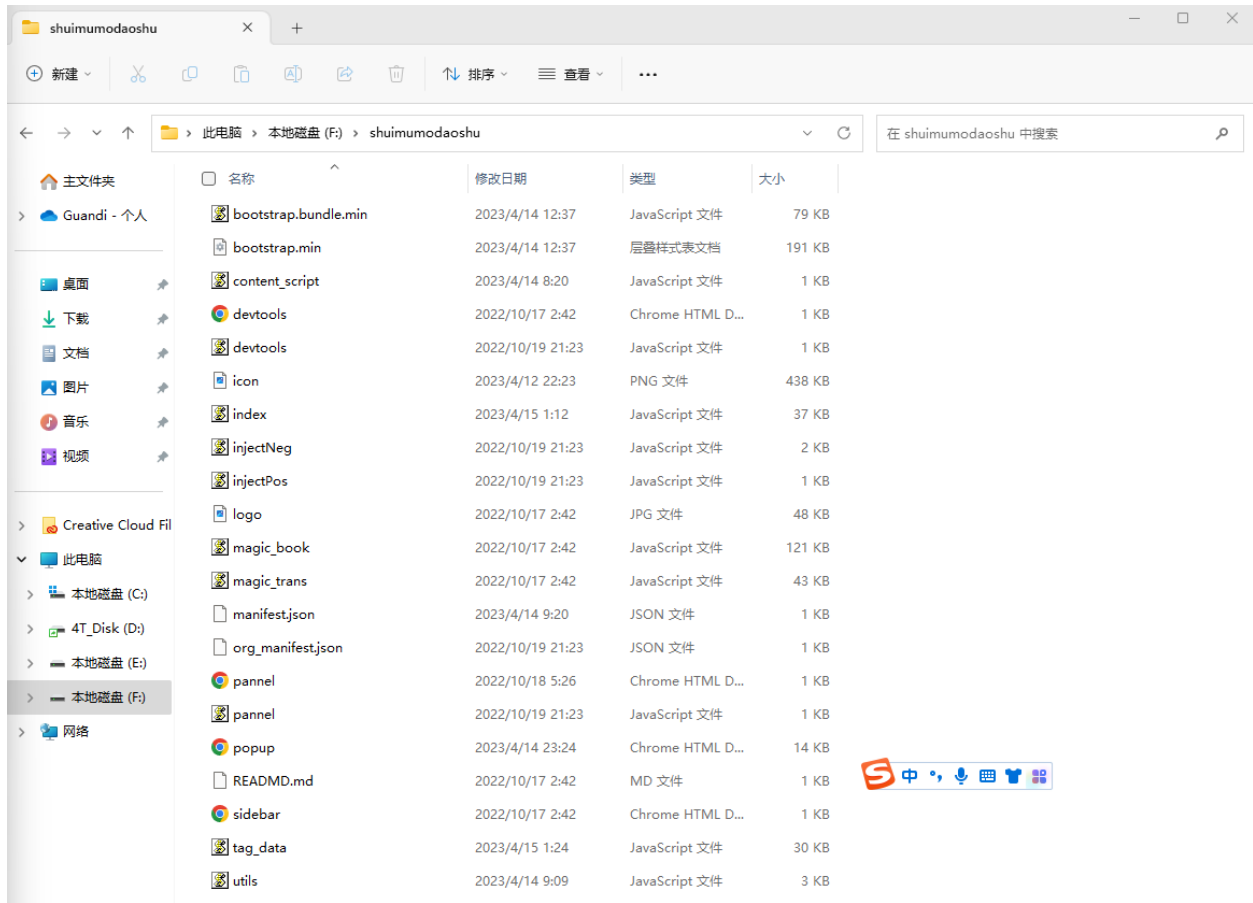 shuimumodaoshu
新建
排序
查看
此电脑 › 本地磁盘 (F:) › shuimumodaoshu
在 shuimumodaoshu 中搜索
主文件夹
Guandi - 个人
桌面
下载
文档
图片
音乐
视频
Creative Cloud Fil
此电脑
本地磁盘 (C:)
4T_Disk (D:)
本地磁盘 (E:)
本地磁盘 (F:)
网络
名称 修改日期 类型 大小
bootstrap.bundle.min 2023/4/14 12:37 JavaScript 文件 79 KB
bootstrap.min 2023/4/14 12:37 层叠样式表文档 191 KB
content_script 2023/4/14 8:20 JavaScript 文件 1 KB
devtools 2022/10/17 2:42 Chrome HTML D... 1 KB
devtools 2022/10/19 21:23 JavaScript 文件 1 KB
icon 2023/4/12 22:23 PNG 文件 438 KB
index 2023/4/15 1:12 JavaScript 文件 37 KB
injectNeg 2022/10/19 21:23 JavaScript 文件 2 KB
injectPos 2022/10/19 21:23 JavaScript 文件 1 KB
logo 2022/10/17 2:42 JPG 文件 48 KB
magic_book 2022/10/17 2:42 JavaScript 文件 121 KB
magic_trans 2022/10/17 2:42 JavaScript 文件 43 KB
manifest.json 2023/4/14 9:20 JSON 文件 1 KB
org_manifest.json 2022/10/19 21:23 JSON 文件 1 KB
pannel 2022/10/18 5:26 Chrome HTML D... 1 KB
pannel 2022/10/19 21:23 JavaScript 文件 1 KB
popup 2023/4/14 23:24 Chrome HTML D... 14 KB
READMD.md 2022/10/17 2:42 MD 文件 1 KB
sidebar 2022/10/17 2:42 Chrome HTML D... 1 KB
tag_data 2023/4/15 1:24 JavaScript 文件 30 KB
utils 2023/4/14 9:09 JavaScript 文件 3 KB
中